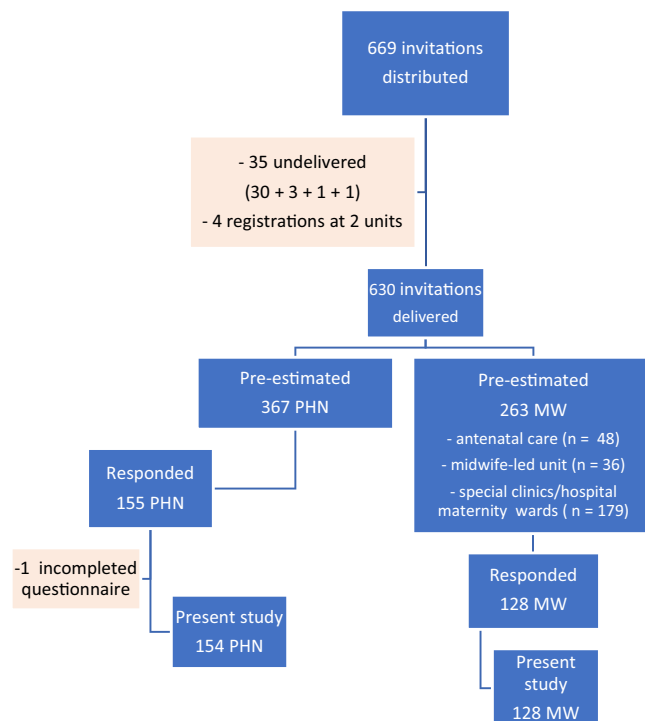 669 invitations
distributed
- 35 undelivered
(30 + 3 + 1 + 1)
- 4 registrations at 2 units
630 invitations
delivered
Pre-estimated
367 PHN
Pre-estimated
263 MW
- antenatal care (n = 48)
- midwife-led unit (n = 36)
- special clinics/hospital
maternity wards ( n = 179)
Responded
155 PHN
-1 incompleted
questionnaire
Present study
154 PHN
Responded
128 MW
Present
study
128 MW